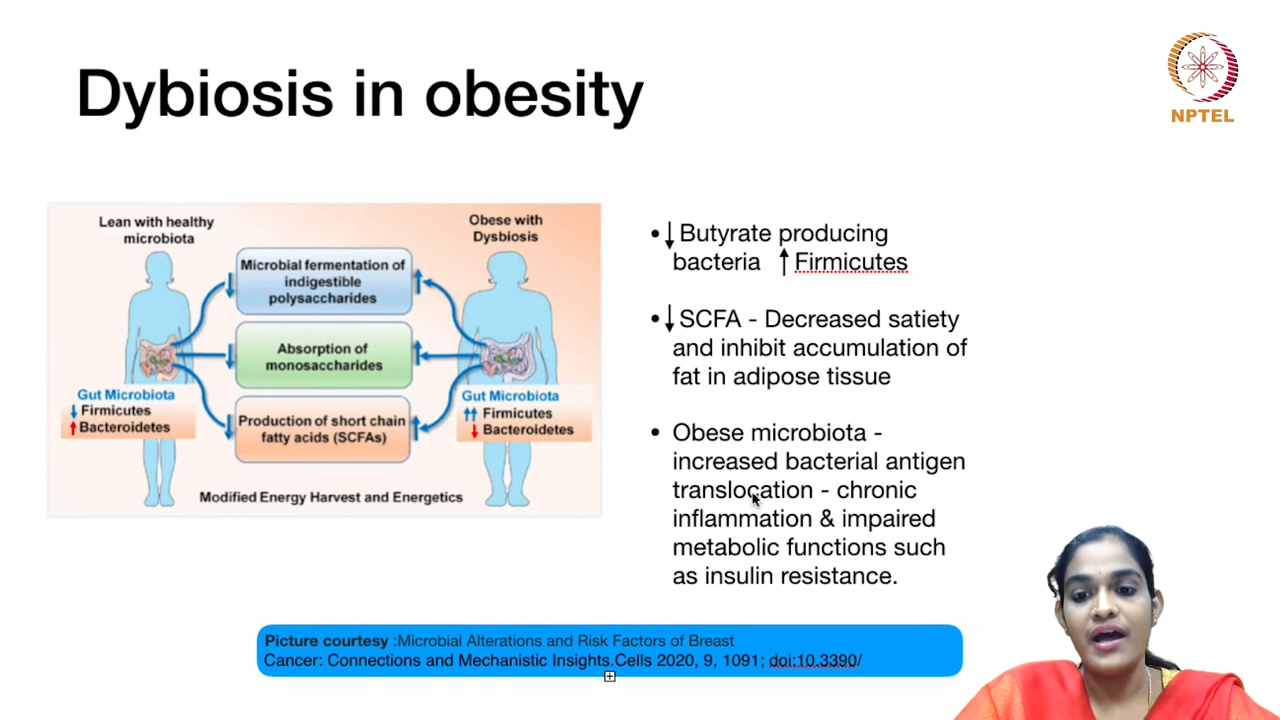 Dybiosis in obesity
NPTEL
Lean with healthy
microbiota
Obese with
Dysbiosis
Microbial fermentation of
indigestible
polysaccharides
Absorption of
monosaccharides
Production of short chain
fatty acids (SCFAs)
Gut Microbiota
↓ Firmicutes
↑ Bacteroidetes
Gut Microbiota
↑↑ Firmicutes
↓ Bacteroidetes
Modified Energy Harvest and Energetics
• ↓ Butyrate producing
bacteria ↑ Firmicutes
• ↓ SCFA - Decreased satiety
and inhibit accumulation of
fat in adipose tissue
• Obese microbiota -
increased bacterial antigen
translocation - chronic
inflammation & impaired
metabolic functions such
as insulin resistance.
Picture courtesy :Microbial Alterations and Risk Factors of Breast
Cancer: Connections and Mechanistic Insights.Cells 2020, 9, 1091; doi:10.3390/